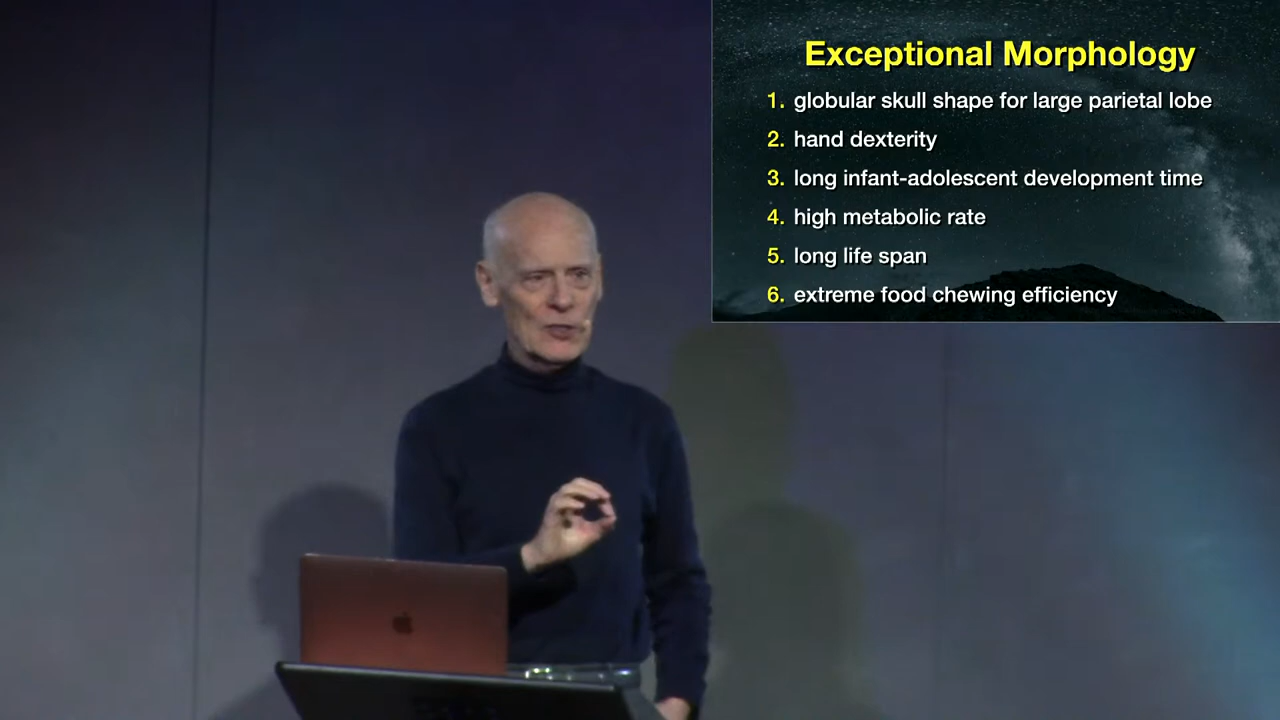 Exceptional Morphology
1. globular skull shape for large parietal lobe
2. hand dexterity
3. long infant-adolescent development time
4. high metabolic rate
5. long life span
6. extreme food chewing efficiency